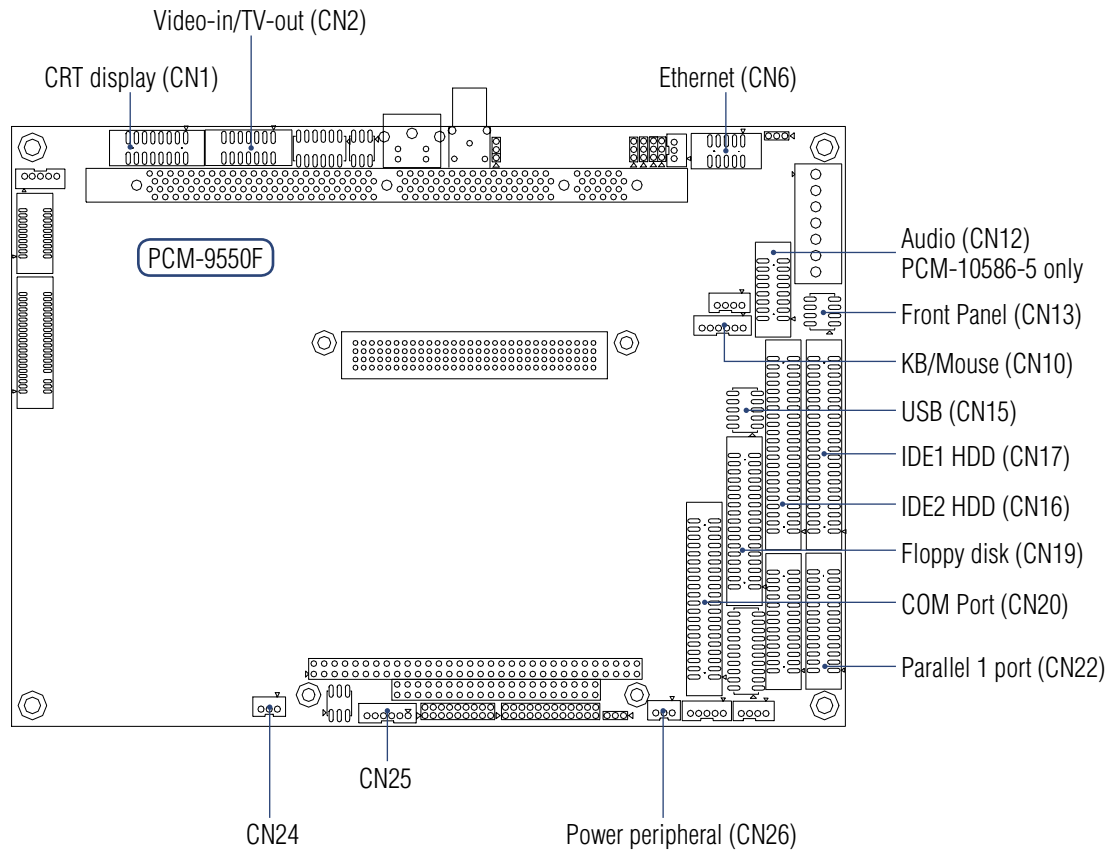 Video-in/TV-out (CN2)
CRT display (CN1)
Ethernet (CN6)
PCM-9550F
Audio (CN12)
PCM-10586-5 only
Front Panel (CN13)
KB/Mouse (CN10)
USB (CN15)
IDE1 HDD (CN17)
IDE2 HDD (CN16)
Floppy disk (CN19)
COM Port (CN20)
Parallel 1 port (CN22)
CN25
CN24
Power peripheral (CN26)